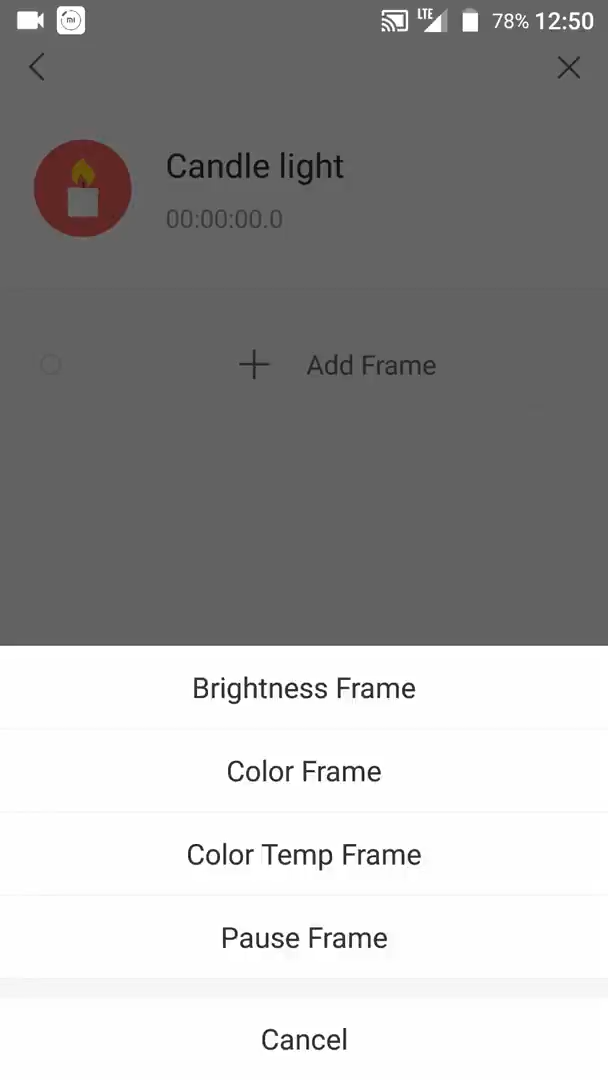 mi LTE 78% 12:50
Candle light
00:00:00.0
Add Frame
Brightness Frame
Color Frame
Color Temp Frame
Pause Frame
Cancel